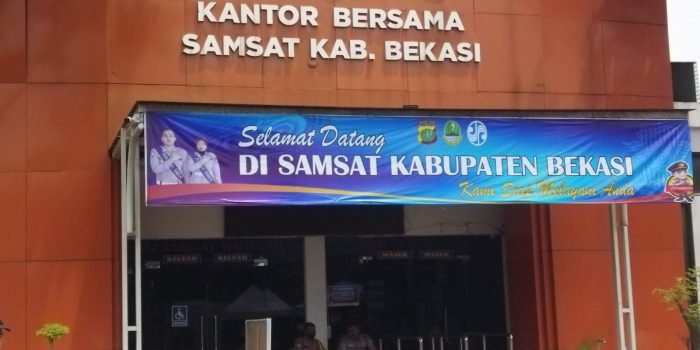 KANTOR BERSAMA
SAMSAT KAB. BEKASI
Selamat Datang
DI SAMSAT KABUPATEN BEKASI
Kami Siap Melayani Anda
KELUAR KELUAR MASUK MASUK